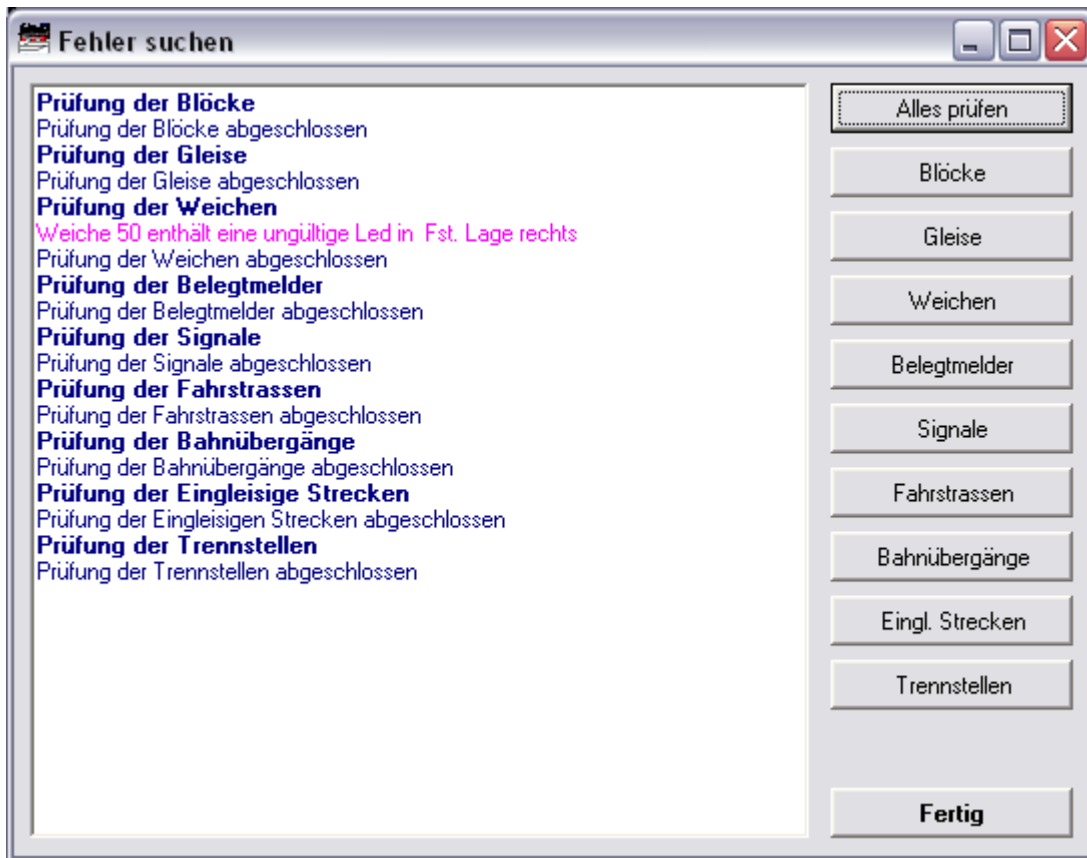 Fehler suchen
Prüfung der Blöcke
Prüfung der Blöcke abgeschlossen
Prüfung der Gleise
Prüfung der Gleise abgeschlossen
Prüfung der Weichen
Weiche 50 enthält eine ungültige Led in  Fst. Lage rechts
Prüfung der Weichen abgeschlossen
Prüfung der Belegtmelder
Prüfung der Belegtmelder abgeschlossen
Prüfung der Signale
Prüfung der Signale abgeschlossen
Prüfung der Fahrstrassen
Prüfung der Fahrstrassen abgeschlossen
Prüfung der Bahnübergänge
Prüfung der Bahnübergänge abgeschlossen
Prüfung der Eingleisige Strecken
Prüfung der Eingleisigen Strecken abgeschlossen
Prüfung der Trennstellen
Prüfung der Trennstellen abgeschlossen
Alles prüfen
Blöcke
Gleise
Weichen
Belegtmelder
Signale
Fahrstrassen
Bahnübergänge
Eingl. Strecken
Trennstellen
Fertig